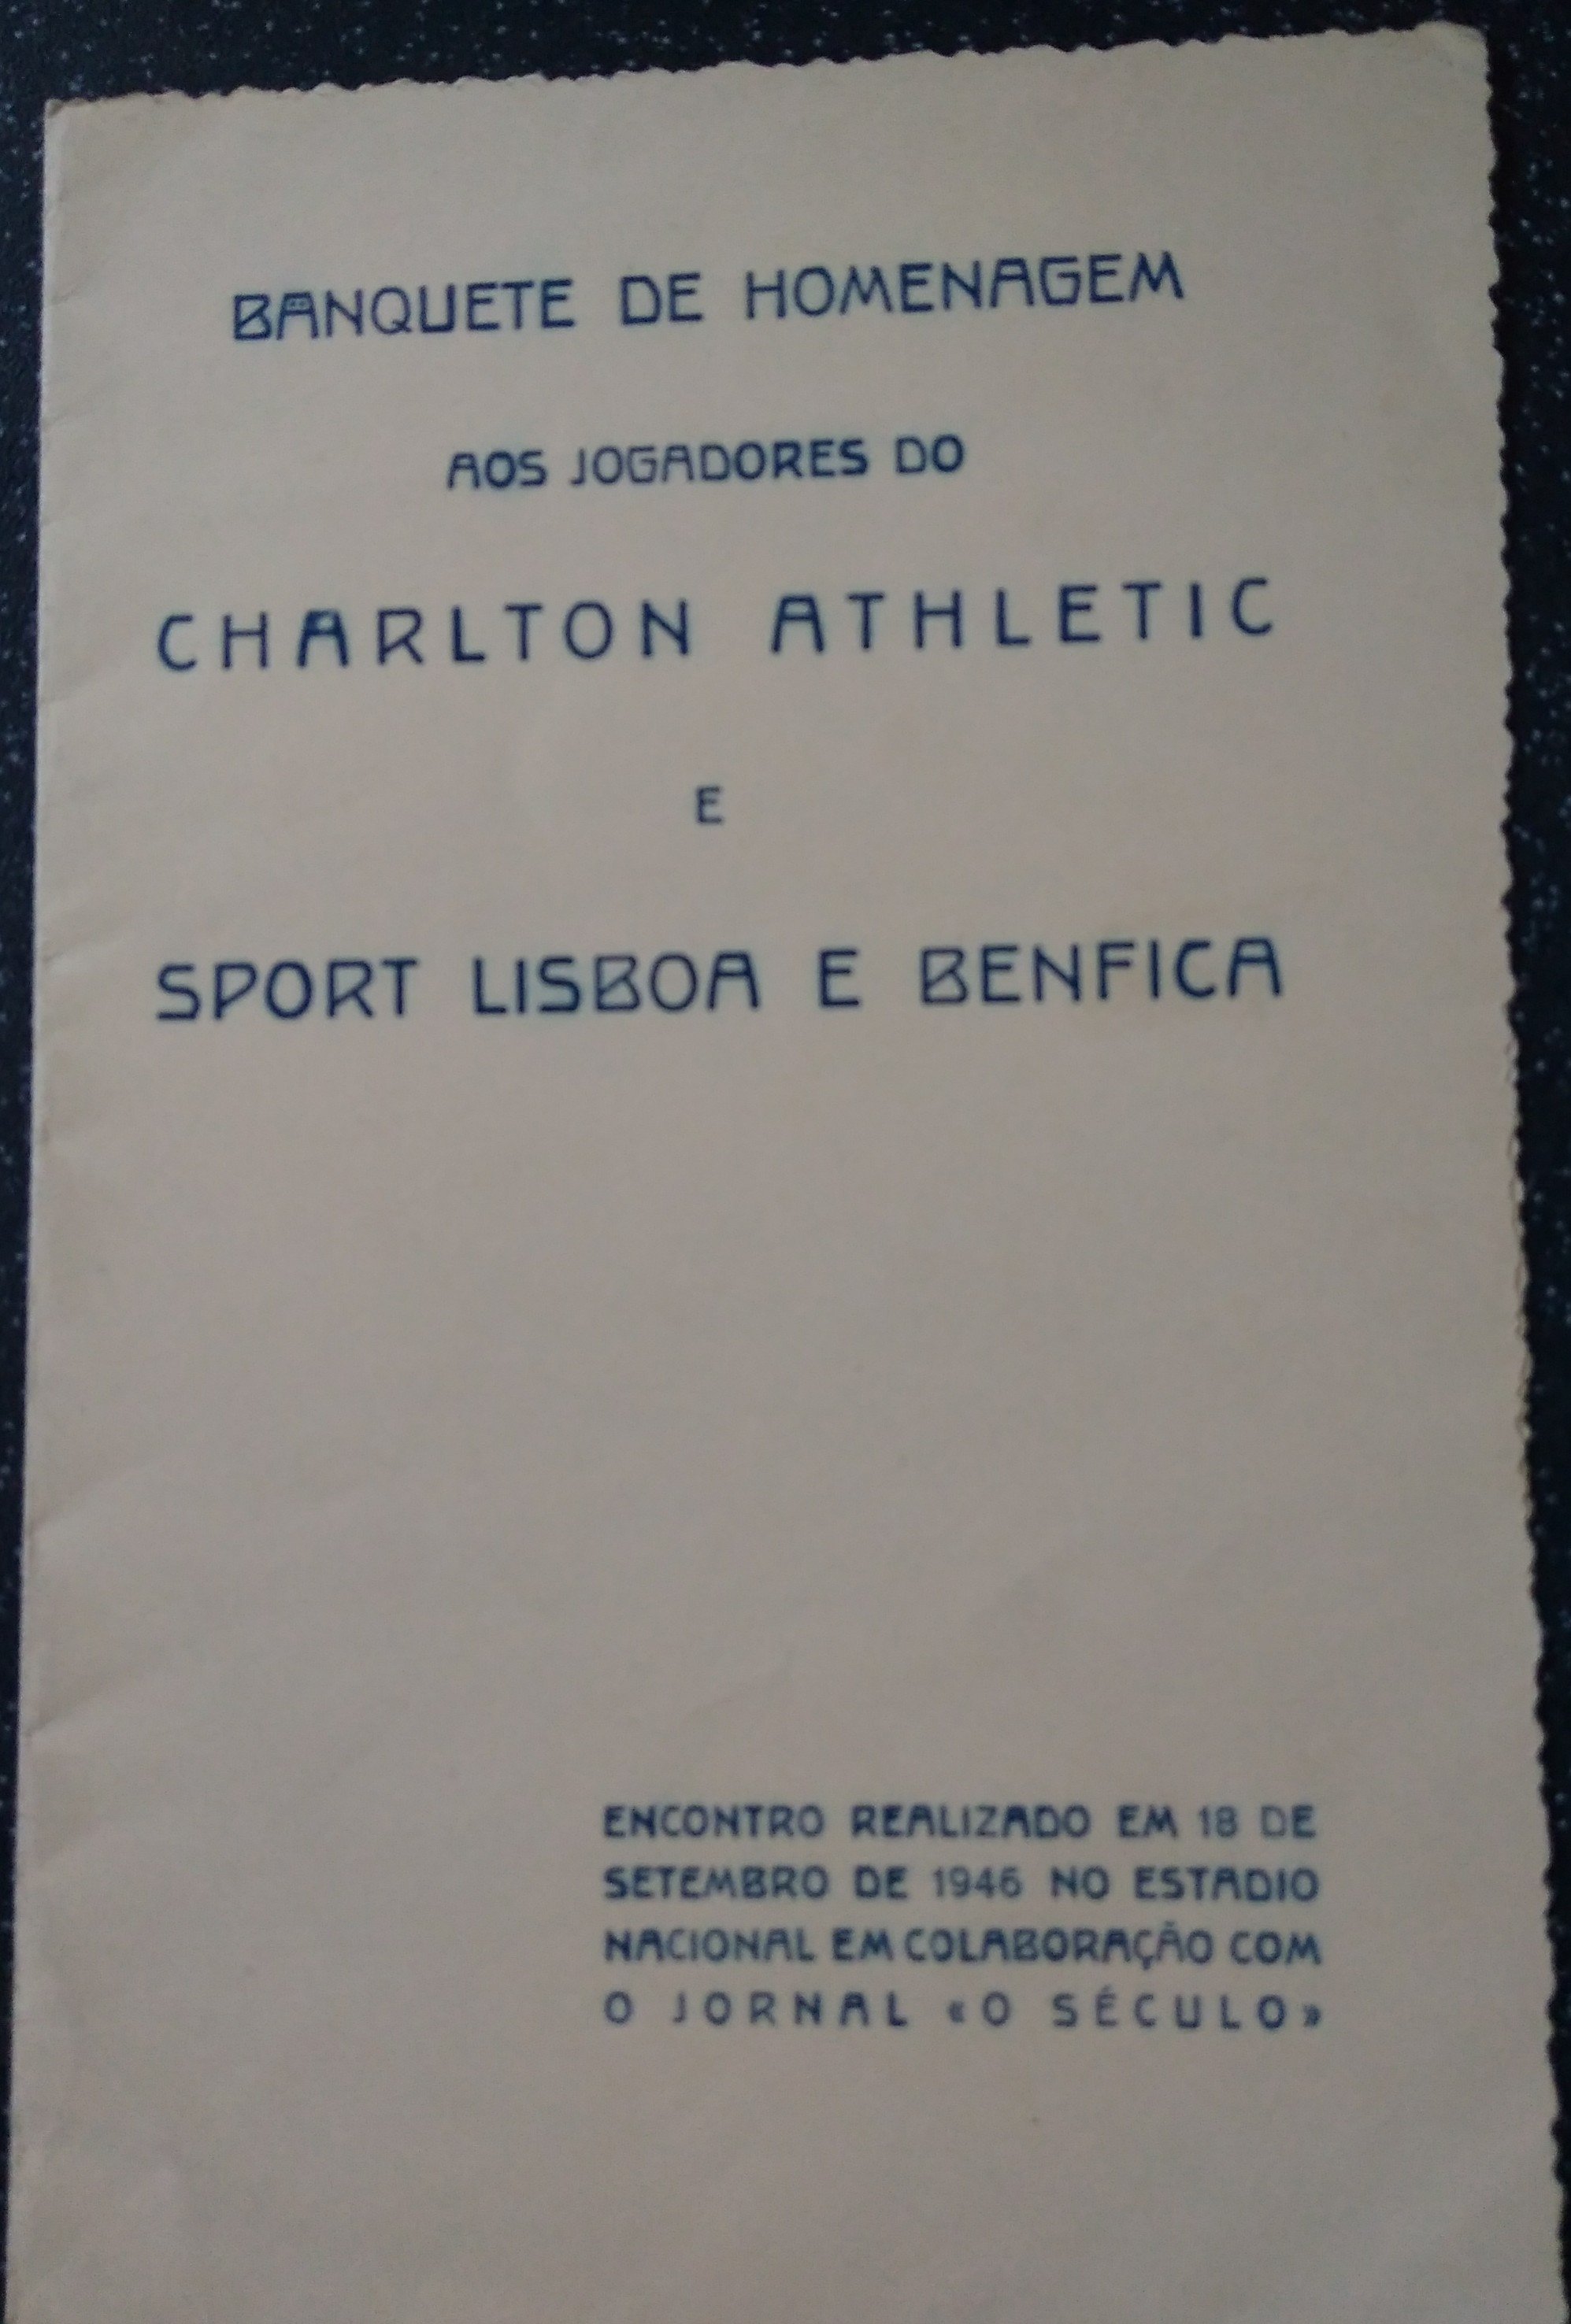 BANQUETE DE HOMENAGEM
AOS JOGADORES DO
CHARLTON ATHLETIC
E
SPORT LISBOA E BENFICA
ENCONTRO REALIZADO EM 18 DE
SETEMBRO DE 1946 NO ESTADIO
NACIONAL EM COLABORAÇÃO COM
O JORNAL «O SÉCULO»